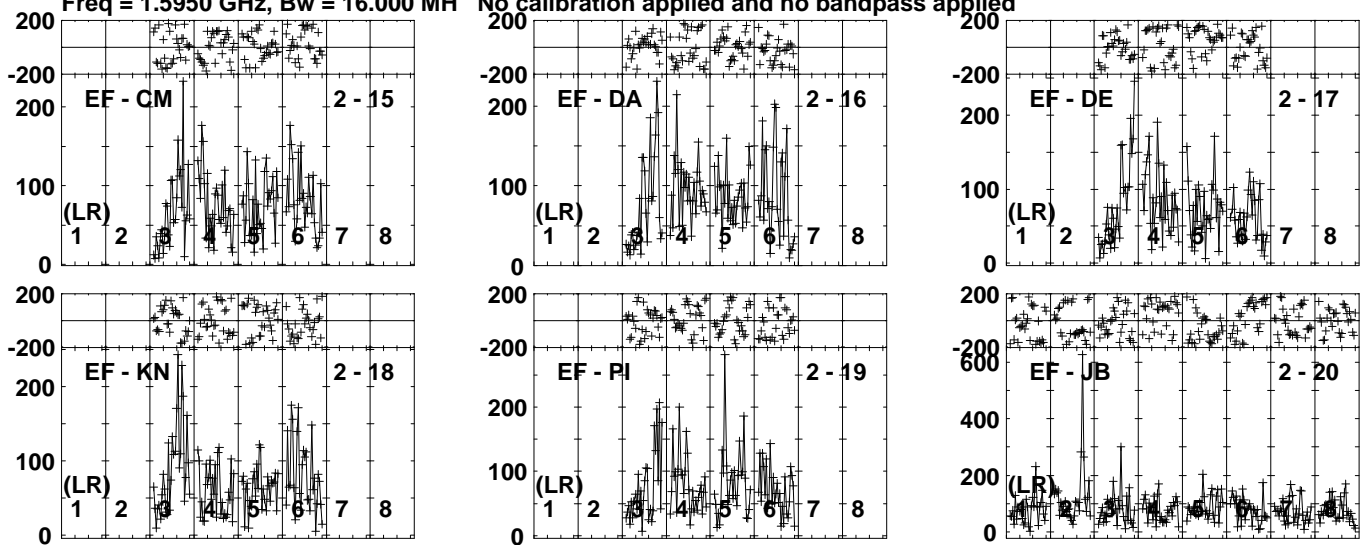 Freq = 1.5950 GHz, Bw = 16.000 MH No calibration applied and no bandpass applied
200
-200
200
100
0
EF - CM 2 - 15
(LR)
1 2 3 4 5 6 7 8
200
-200
200
100
0
EF - DA 2 - 16
(LR)
1 2 3 4 5 6 7 8
200
-200
200
100
0
EF - DE 2 - 17
(LR)
1 2 3 4 5 6 7 8
200
-200
200
100
0
EF - KN 2 - 18
(LR)
1 2 3 4 5 6 7 8
200
-200
200
100
0
EF - PI 2 - 19
(LR)
1 2 3 4 5 6 7 8
200
-200
600
400
200
0
EF - JB 2 - 20
(LR)
1 2 3 4 5 6 7 8